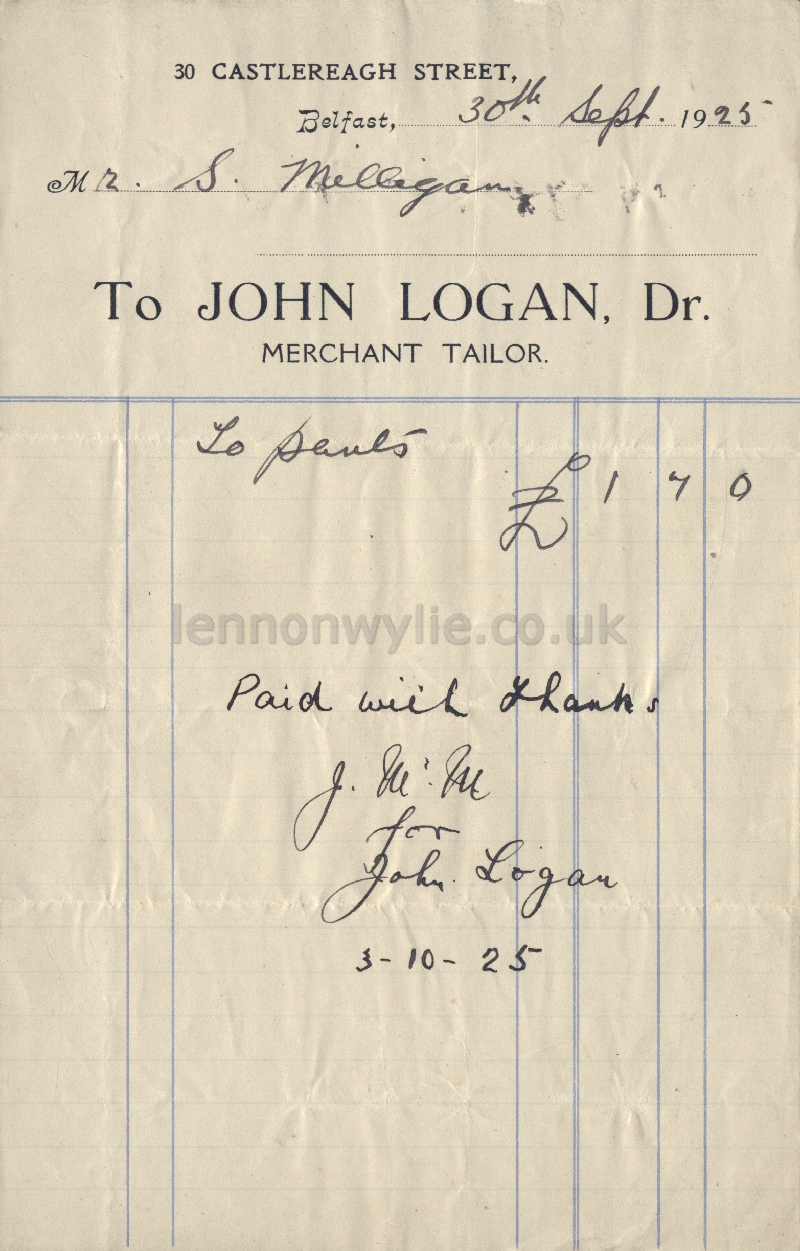 30 CASTLEREAGH STREET,
Belfast, 30th. Sept. 1925
Mr. S. Milligan
To JOHN LOGAN, Dr.
MERCHANT TAILOR.
To pants
£ 1 7 0
lennonwylie.co.uk
Paid with thanks
J. Mc.M
for
John. Logan
3-10-25